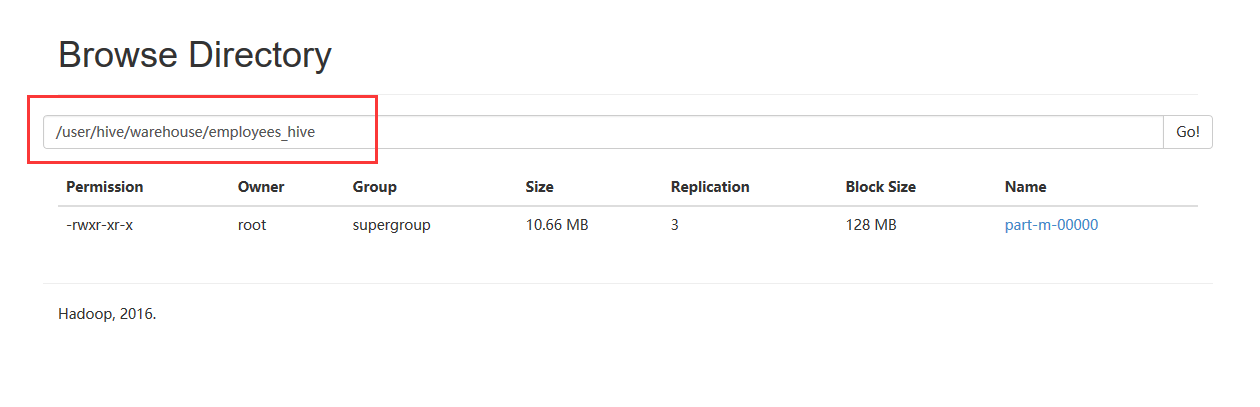 Browse Directory
/user/hive/warehouse/employees_hive Go!
Permission Owner Group Size Replication Block Size Name
-rwxr-xr-x root supergroup 10.66 MB 3 128 MB part-m-00000
Hadoop, 2016.